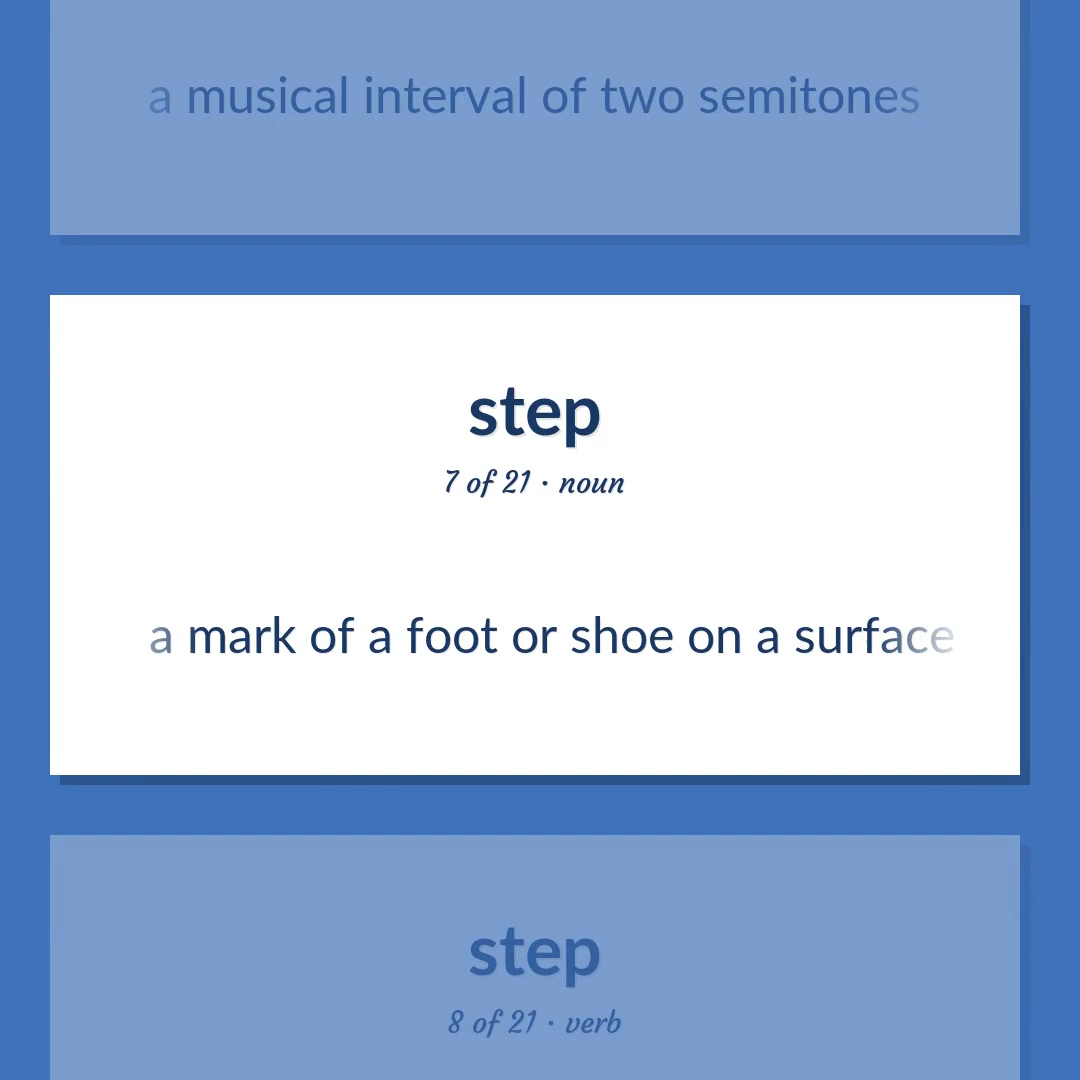 a musical interval of two semitones
step
7 of 21 · noun
a mark of a foot or shoe on a surface
step
8 of 21 · verb